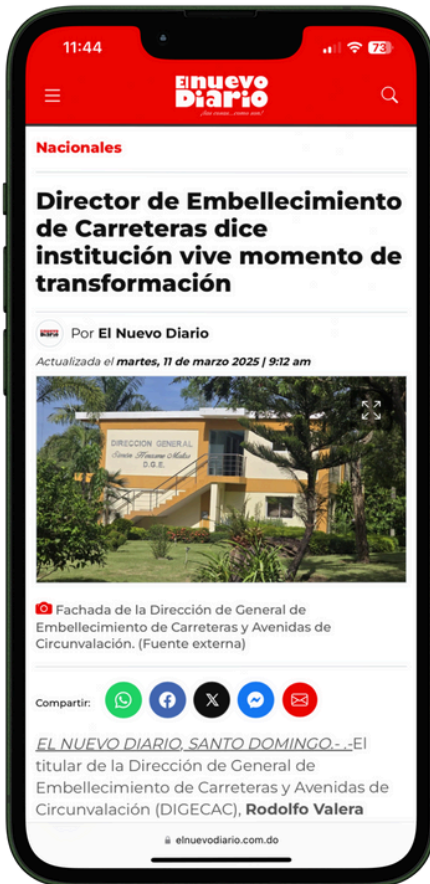 11:44
73
El nuevo
Diario
Nacionales
Director de Embellecimiento
de Carreteras dice
institución vive momento de
transformación
Por El Nuevo Diario
Actualizada el martes, 11 de marzo 2025 | 9:12 am
DIRECCION GENERAL
D.G.E.
Fachada de la Dirección de General de
Embellecimiento de Carreteras y Avenidas de
Circunvalación. (Fuente externa)
Compartir:
EL NUEVO DIARIO, SANTO DOMINGO.- .-El
titular de la Dirección de General de
Embellecimiento de Carreteras y Avenidas de
Circunvalación (DIGECAC), Rodolfo Valera
elnuevodiario.com.do